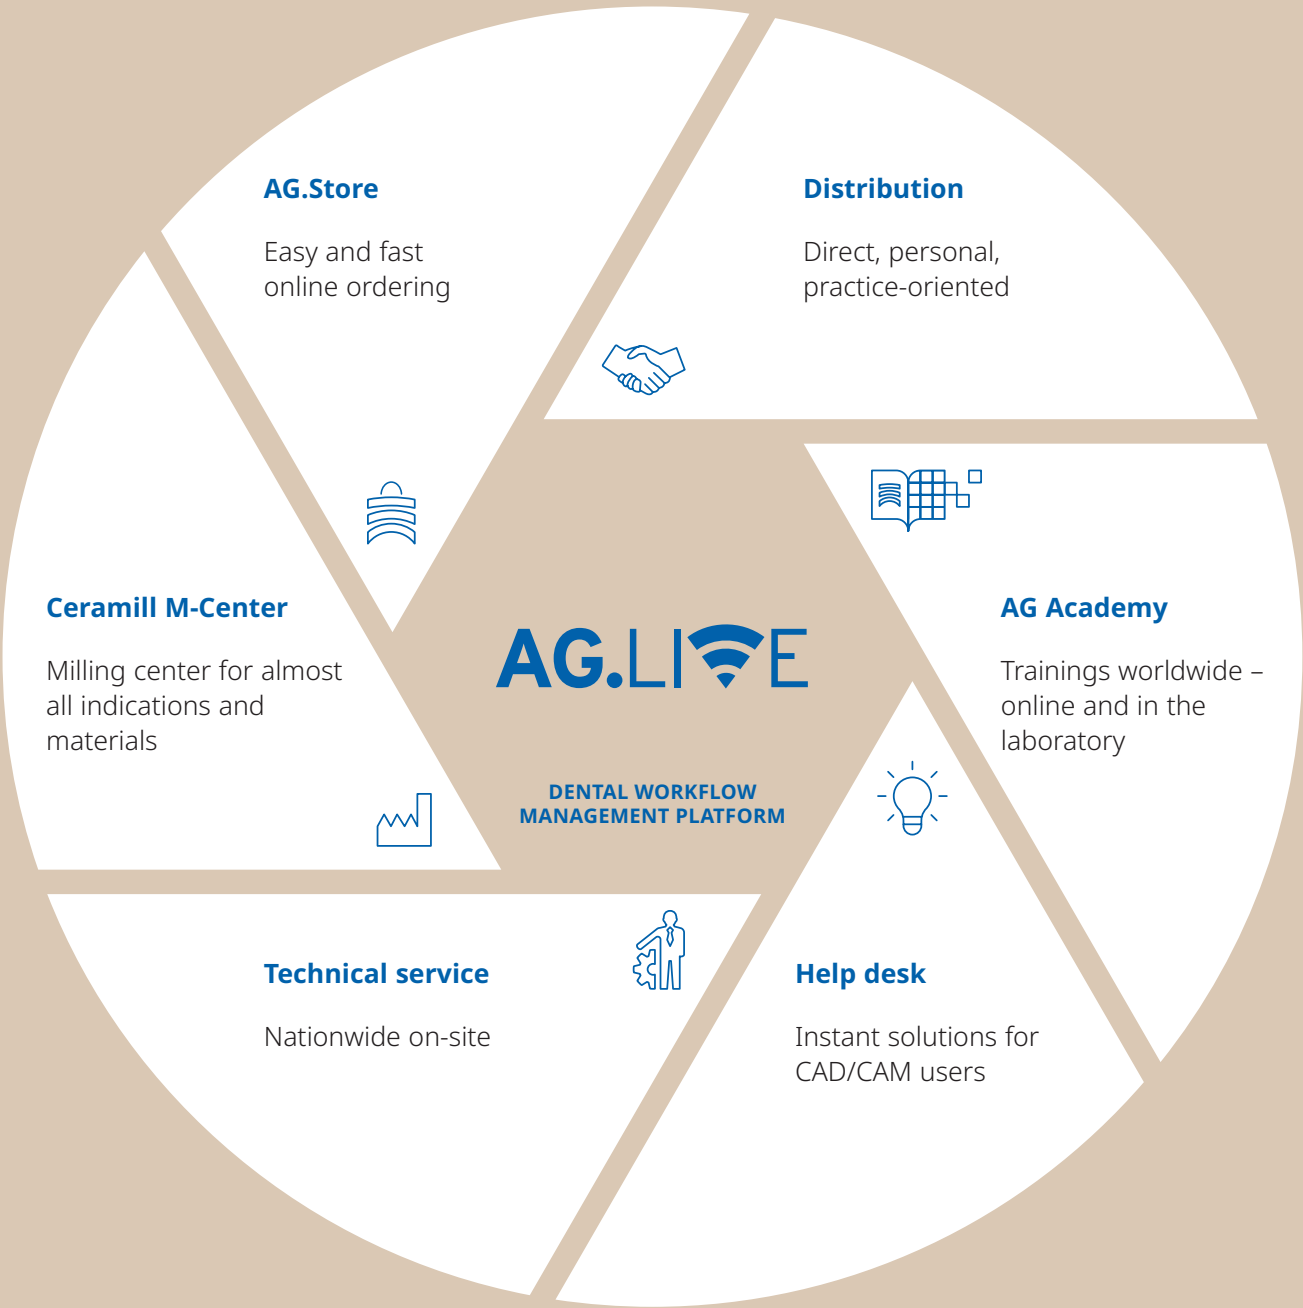 AG.Store
Easy and fast
online ordering
Distribution
Direct, personal,
practice-oriented
Ceramill M-Center
Milling center for almost
all indications and
materials
AG.LIVE
DENTAL WORKFLOW
MANAGEMENT PLATFORM
AG Academy
Trainings worldwide –
online and in the
laboratory
Technical service
Nationwide on-site
Help desk
Instant solutions for
CAD/CAM users